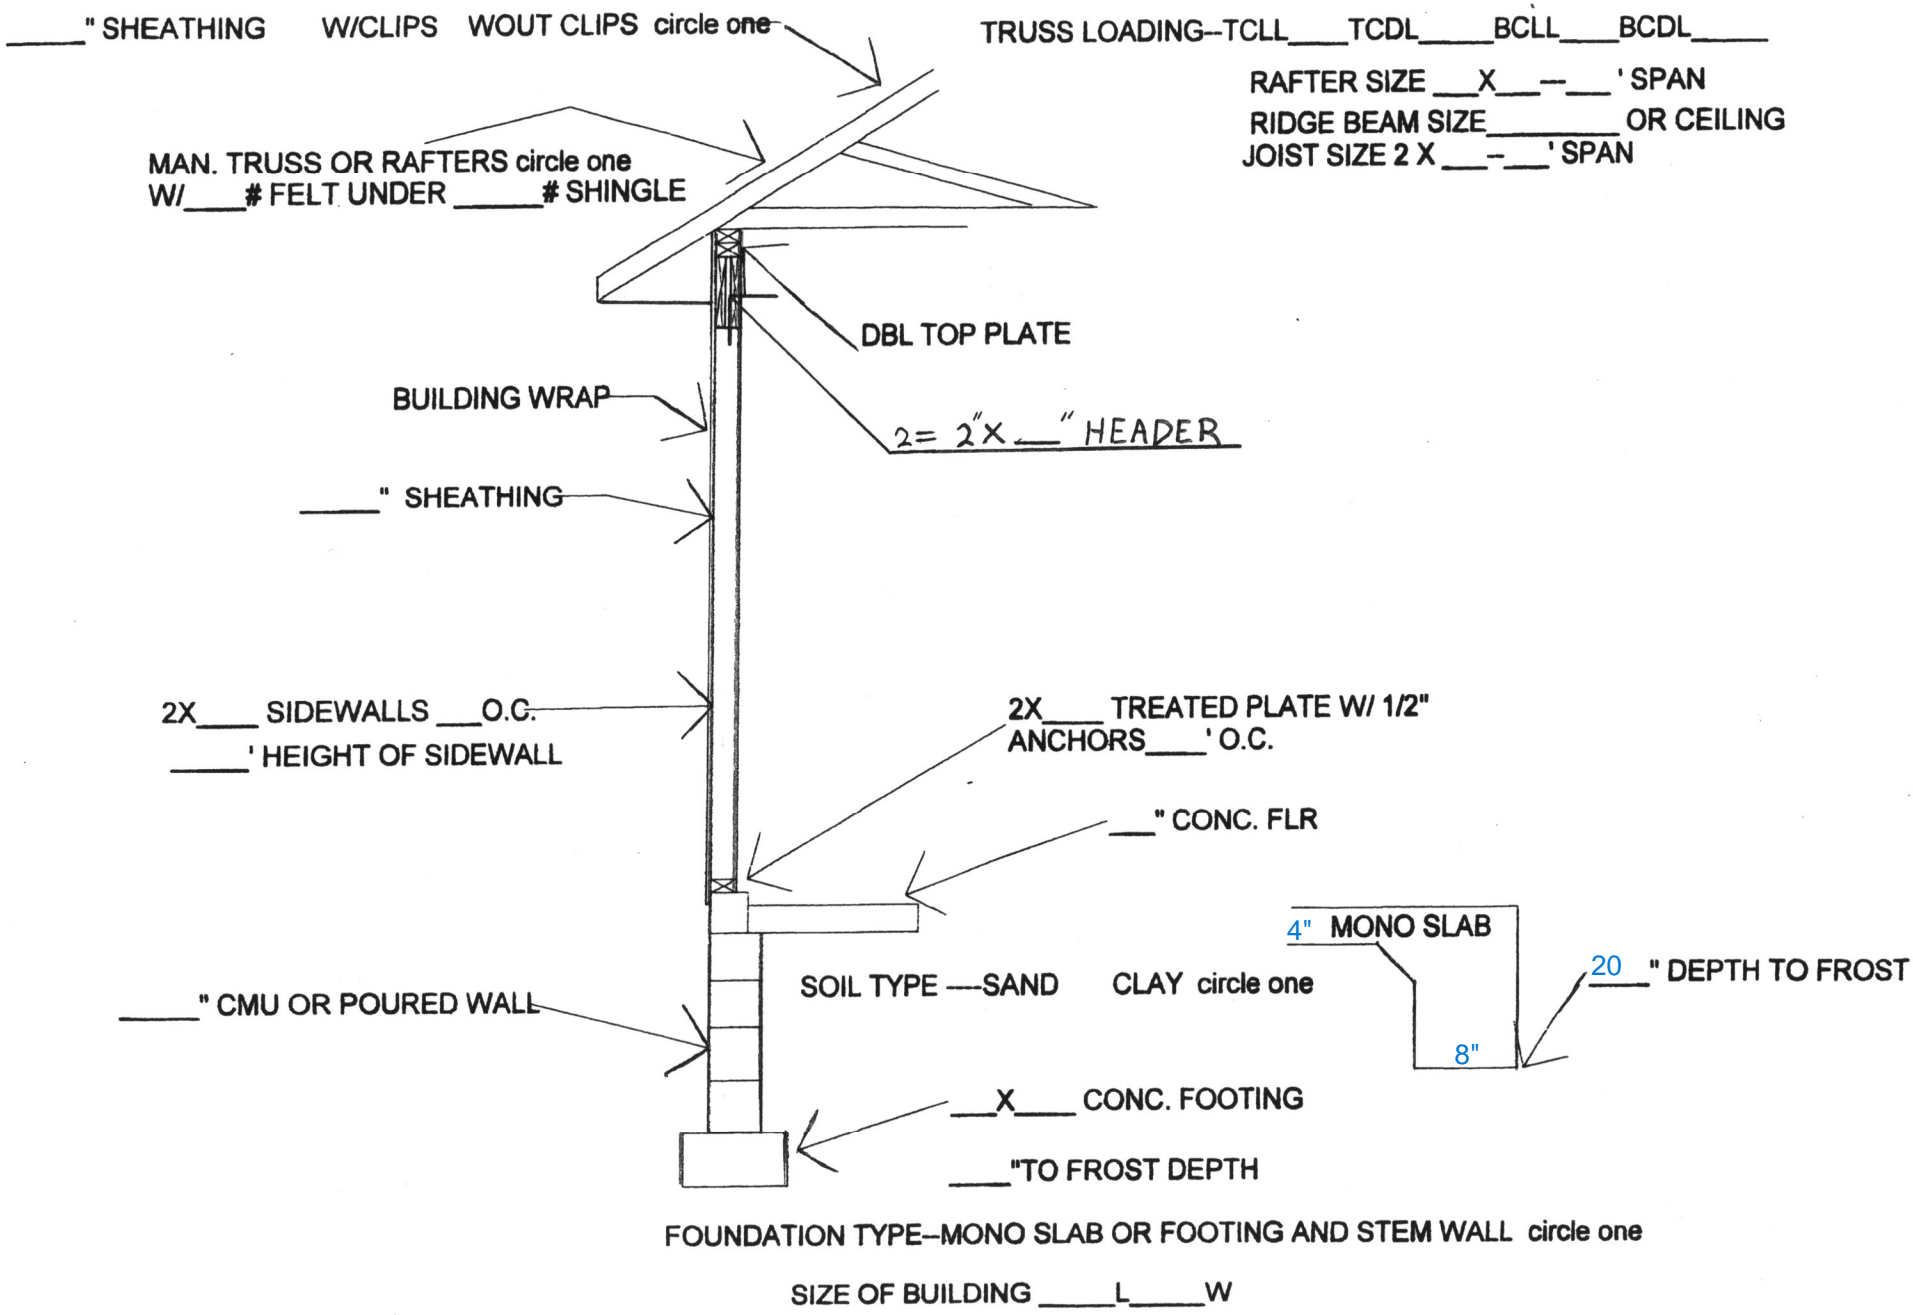 _____" SHEATHING W/CLIPS WOUT CLIPS circle one
TRUSS LOADING--TCLL____TCDL_____BCLL____BCDL_____
RAFTER SIZE ___X___--___ ' SPAN
RIDGE BEAM SIZE_________ OR CEILING
JOIST SIZE 2 X ___--___' SPAN
MAN. TRUSS OR RAFTERS circle one
W/____# FELT UNDER ______# SHINGLE
DBL TOP PLATE
BUILDING WRAP
2= 2"X ___" HEADER
_____" SHEATHING
2X____ SIDEWALLS ___O.C.
_____' HEIGHT OF SIDEWALL
2X____ TREATED PLATE W/ 1/2"
ANCHORS____' O.C.
___" CONC. FLR
4" MONO SLAB
20" DEPTH TO FROST
SOIL TYPE ----SAND CLAY circle one
_____" CMU OR POURED WALL
8"
___X____ CONC. FOOTING
____"TO FROST DEPTH
FOUNDATION TYPE--MONO SLAB OR FOOTING AND STEM WALL circle one
SIZE OF BUILDING _____L_____W